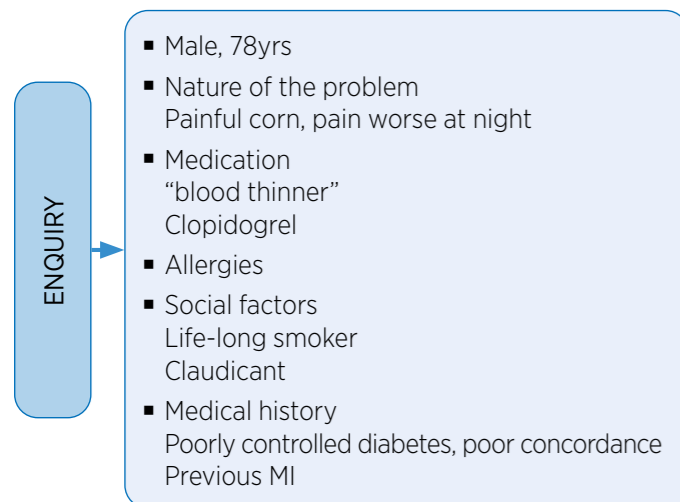 ENQUIRY
▪ Male, 78yrs
▪ Nature of the problem
Painful corn, pain worse at night
▪ Medication
“blood thinner”
Clopidogrel
▪ Allergies
▪ Social factors
Life-long smoker
Claudicant
▪ Medical history
Poorly controlled diabetes, poor concordance
Previous MI